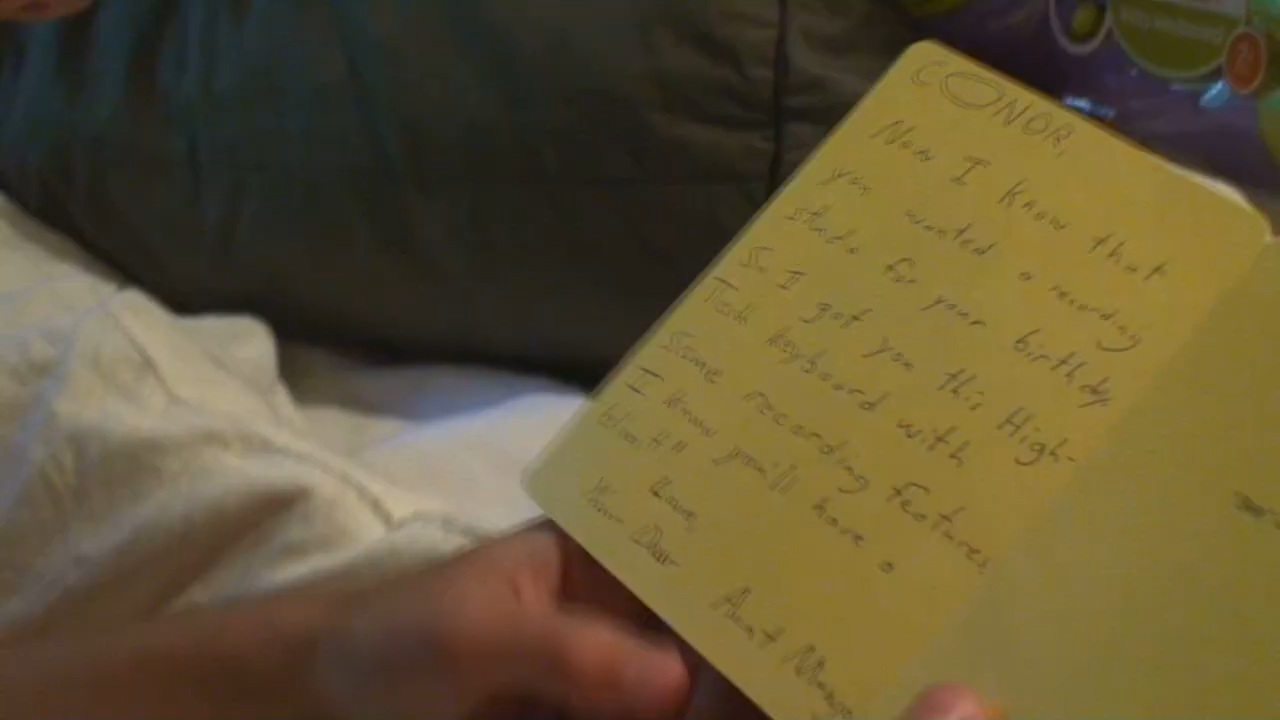 CONOR,
Now I know that
you wanted a recording
studio for your birthday,
So I got you this High-
Tech keyboard with
Some recording features,
I know you'll have a
Love,
Your Dear
Aunt